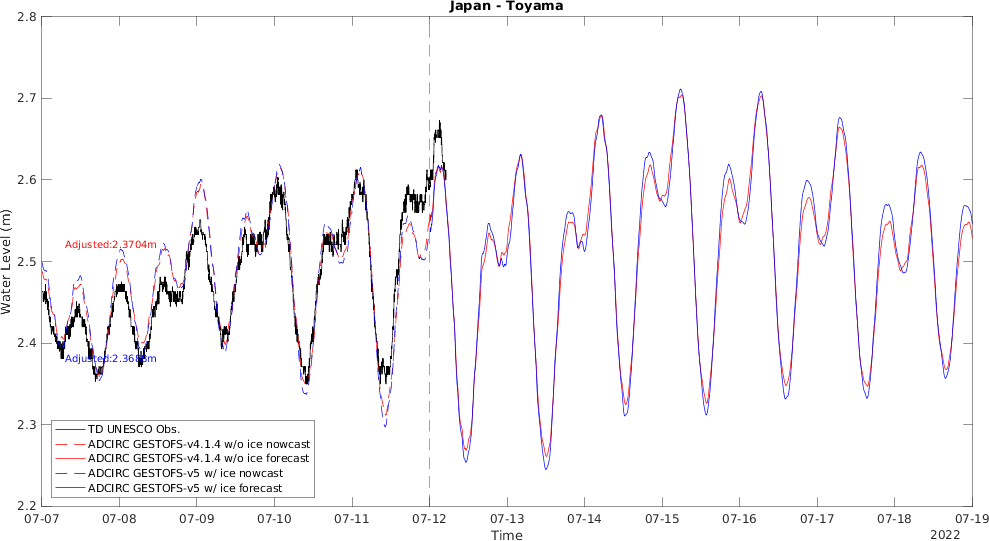 Japan - Toyama
2.8
2.7
2.6
2.5
2.4
2.3
2.2
Water Level (m)
Adjusted:2.3704m
Adjusted:2.3683m
TD UNESCO Obs.
ADCIRC GESTOFS-v4.1.4 w/o ice nowcast
ADCIRC GESTOFS-v4.1.4 w/o ice forecast
ADCIRC GESTOFS-v5 w/ ice nowcast
ADCIRC GESTOFS-v5 w/ ice forecast
07-07 07-08 07-09 07-10 07-11 07-12 07-13 07-14 07-15 07-16 07-17 07-18 07-19
Time
2022